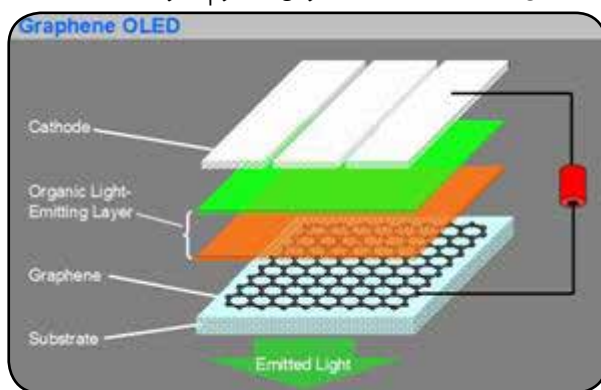 Graphene OLED
Cathode
Organic Light-
Emitting Layer
Graphene
Substrate
Emitted Light